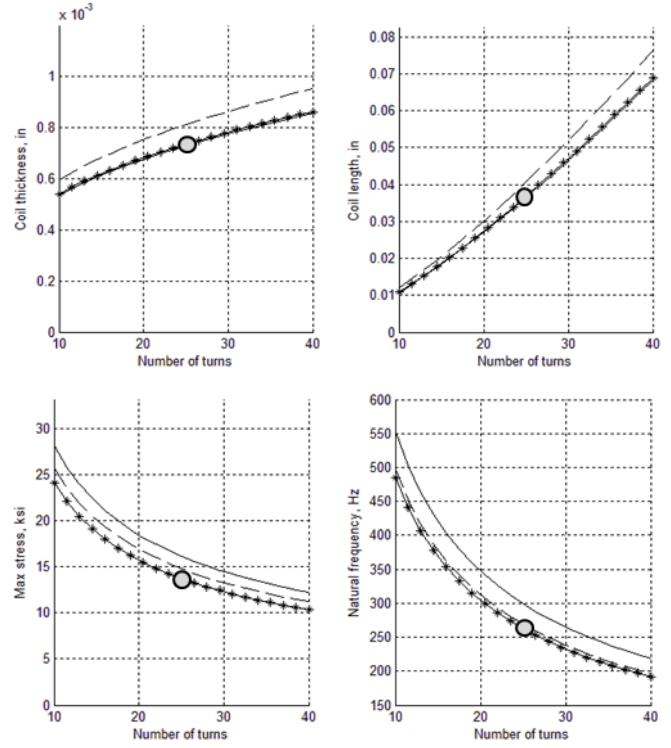 x 10⁻³
1
0.8
0.6
0.4
0.2
0
Coil thickness, in
10 20 30 40
Number of turns
0.08
0.07
0.06
0.05
0.04
0.03
0.02
0.01
0
Coil length, in
10 20 30 40
Number of turns
30
25
20
15
10
5
0
Max stress, ksi
10 20 30 40
Number of turns
600
550
500
450
400
350
300
250
200
150
Natural frequency, Hz
10 20 30 40
Number of turns